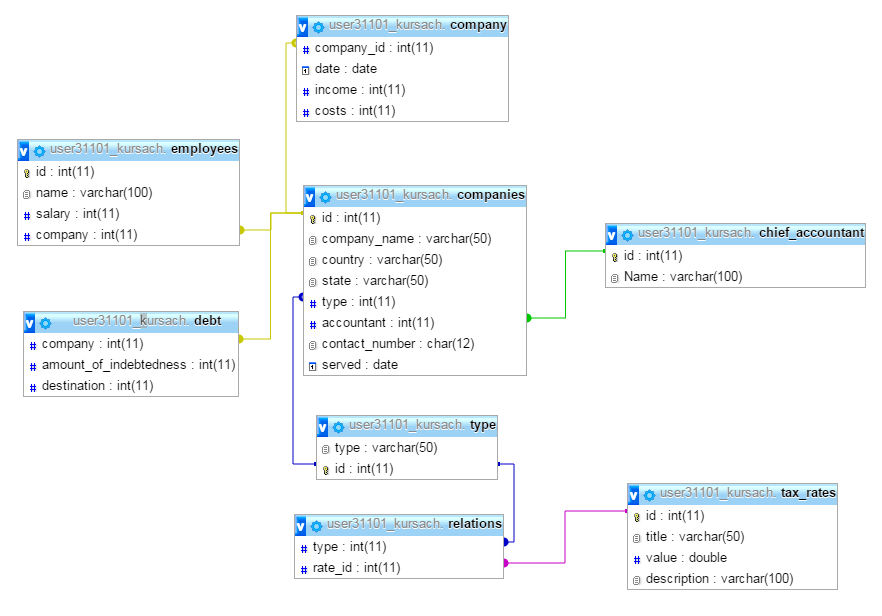 user31101_kursach. company
company_id : int(11)
date : date
income : int(11)
costs : int(11)
user31101_kursach. employees
id : int(11)
name : varchar(100)
salary : int(11)
company : int(11)
user31101_kursach. companies
id : int(11)
company_name : varchar(50)
country : varchar(50)
state : varchar(50)
type : int(11)
accountant : int(11)
contact_number : char(12)
served : date
user31101_kursach. chief_accountant
id : int(11)
Name : varchar(100)
user31101_kursach. debt
company : int(11)
amount_of_indebtedness : int(11)
destination : int(11)
user31101_kursach. type
type : varchar(50)
id : int(11)
user31101_kursach. relations
type : int(11)
rate_id : int(11)
user31101_kursach. tax_rates
id : int(11)
title : varchar(50)
value : double
description : varchar(100)